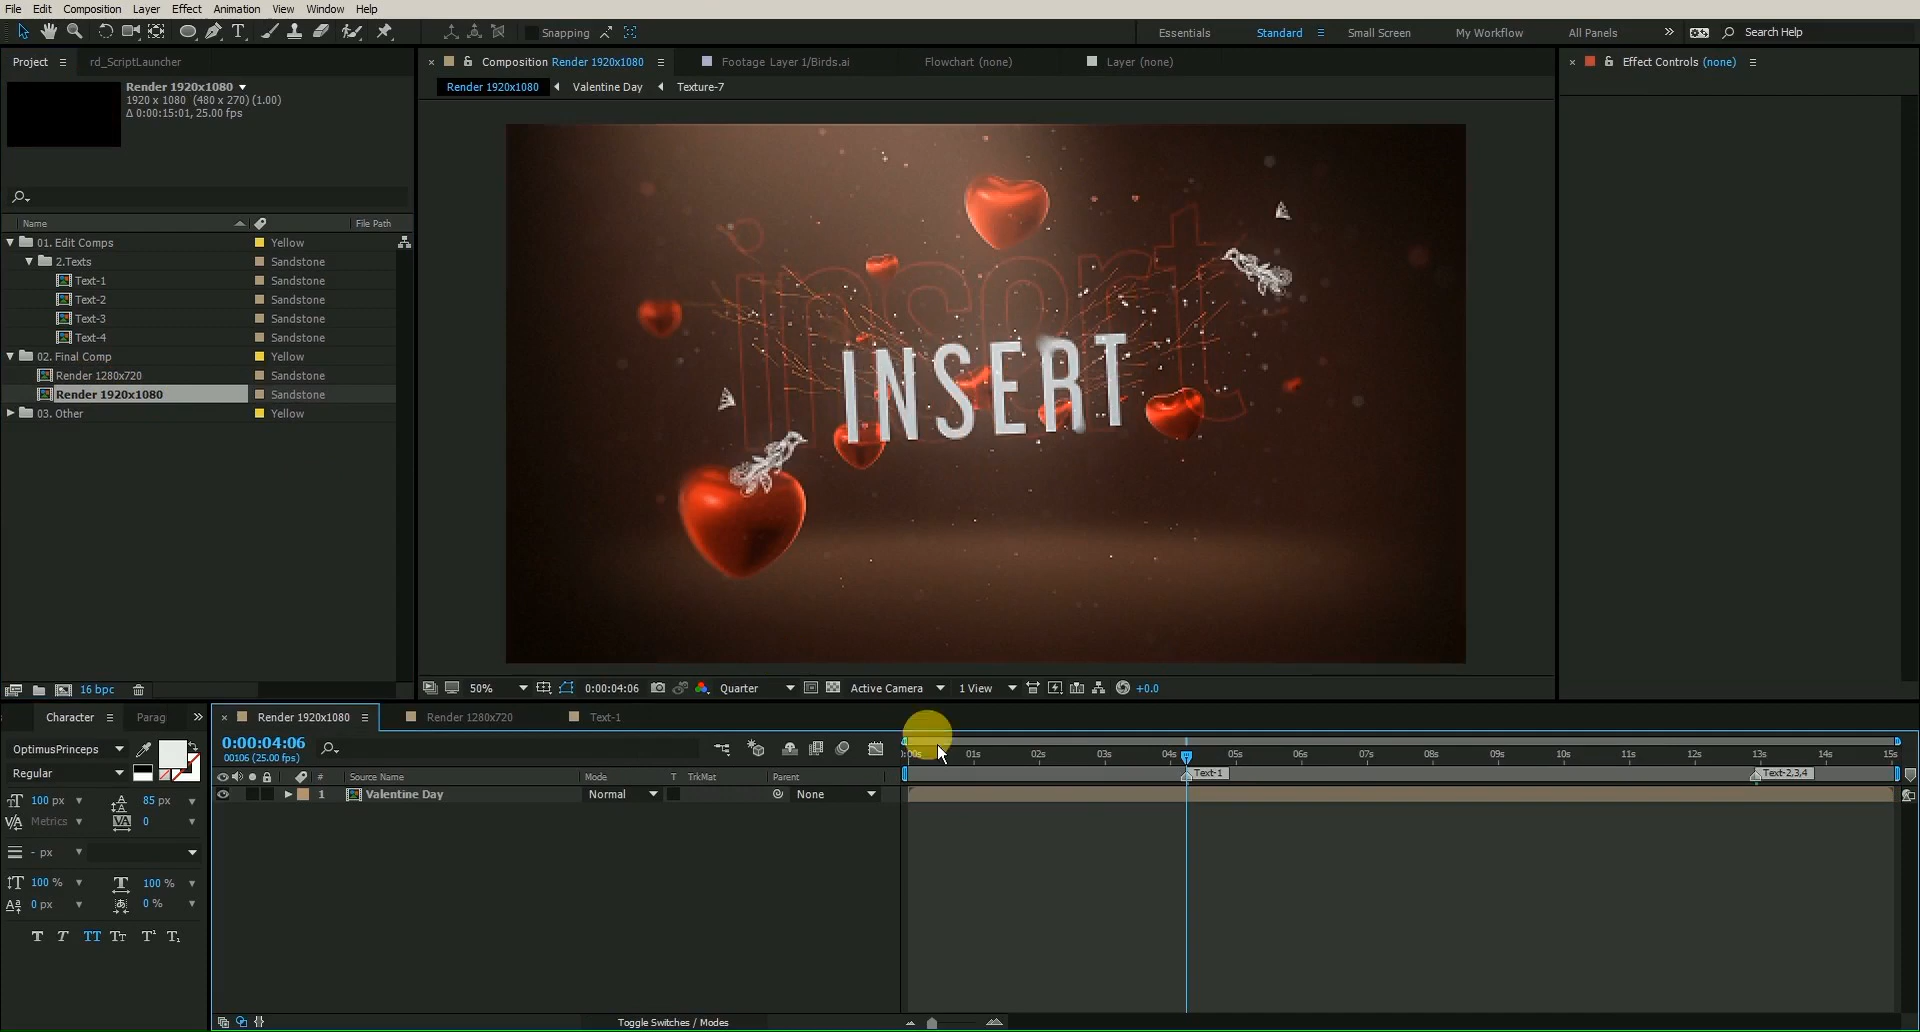 File Edit Composition Layer Effect Animation View Window Help
Snapping
Essentials Standard Small Screen My Workflow All Panels Search Help
Project rd_ScriptLauncher
Render 1920x1080
1920 x 1080 (480 x 270) (1.00)
Δ 0:00:15:01, 25.00 fps
Name File Path
01. Edit Comps Yellow
2.Texts Sandstone
Text-1 Sandstone
Text-2 Sandstone
Text-3 Sandstone
Text-4 Sandstone
02. Final Comp Yellow
Render 1280x720 Sandstone
Render 1920x1080 Sandstone
03. Other Yellow
16 bpc
Composition Render 1920x1080 Footage Layer 1/Birds.ai Flowchart (none) Layer (none)
Render 1920x1080 Valentine Day Texture-7
insert
INSERT
50% 0:00:04:06 Quarter Active Camera 1 View +0.0
Effect Controls (none)
Character Parag
OptimusPrinceps
Regular
100 px 85 px
Metrics 0
- px
100 % 100 %
0 px 0 %
T T TT Tт T¹ T₁
Render 1920x1080 Render 1280x720 Text-1
0:00:04:06
00106 (25.00 fps)
# Source Name Mode T TrkMat Parent
1 Valentine Day Normal None
:00s 01s 02s 03s 04s 05s 06s 07s 08s 09s 10s 11s 12s 13s 14s 15s
Text-1 Text-2,3,4
Toggle Switches / Modes